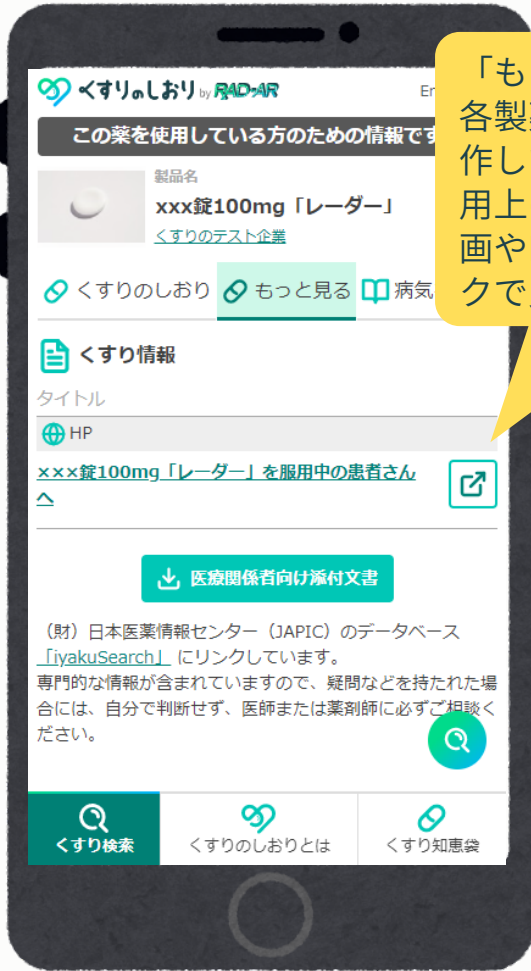 くすりのしおり by RAD-AR
En
この薬を使用している方のための情報です
製品名
xxx錠100mg「レーダー」
くすりのテスト企業
くすりのしおり
もっと見る
病気
くすり情報
タイトル
HP
×××錠100mg「レーダー」を服用中の患者さん
へ
医療関係者向け添付文書
（財）日本医薬情報センター（JAPIC）のデータベース
「iyakuSearch」 にリンクしています。
専門的な情報が含まれていますので、疑問などを持たれた場
合には、自分で判断せず、医師または薬剤師に必ずご相談く
ださい。
くすり検索
くすりのしおりとは
くすり知恵袋
「も
各製
作し
用上
画や
クで